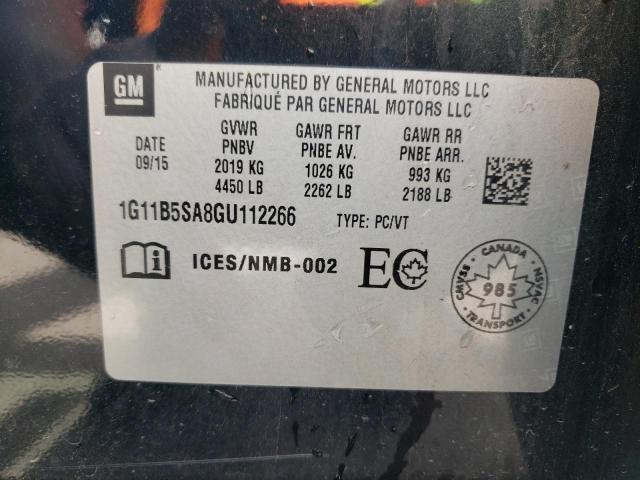 GM
MANUFACTURED BY GENERAL MOTORS LLC
FABRIQUÉ PAR GENERAL MOTORS LLC
DATE GVWR GAWR FRT GAWR RR
09/15 PNBV PNBE AV. PNBE ARR.
2019 KG 1026 KG 993 KG
4450 LB 2262 LB 2188 LB
1G11B5SA8GU112266 TYPE: PC/VT
ICES/NMB-002 EC
CANADA
CMVSS 985 NSVAC
TRANSPORT